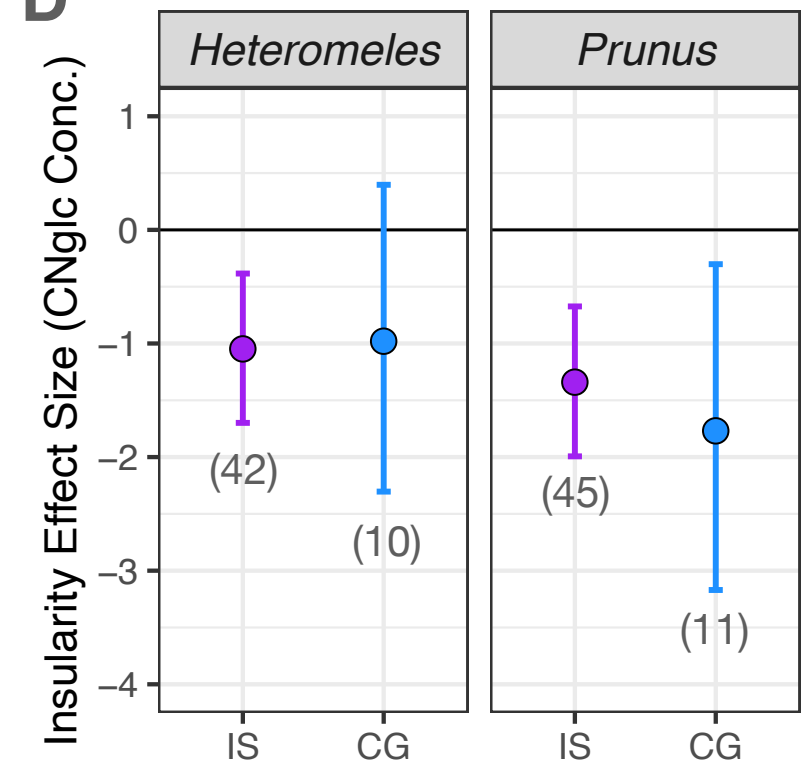 D
Heteromeles
Prunus
Insularity Effect Size (CNglc Conc.)
1
0
−1
−2
−3
−4
(42)
(10)
(45)
(11)
IS
CG
IS
CG